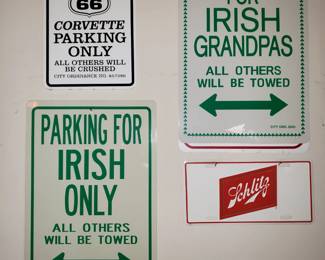 66
CORVETTE
PARKING
ONLY
ALL OTHERS
WILL BE
CRUSHED
FOR
IRISH
GRANDPAS
ALL OTHERS
WILL BE TOWED
PARKING FOR
IRISH
ONLY
ALL OTHERS
WILL BE TOWED
Schlitz